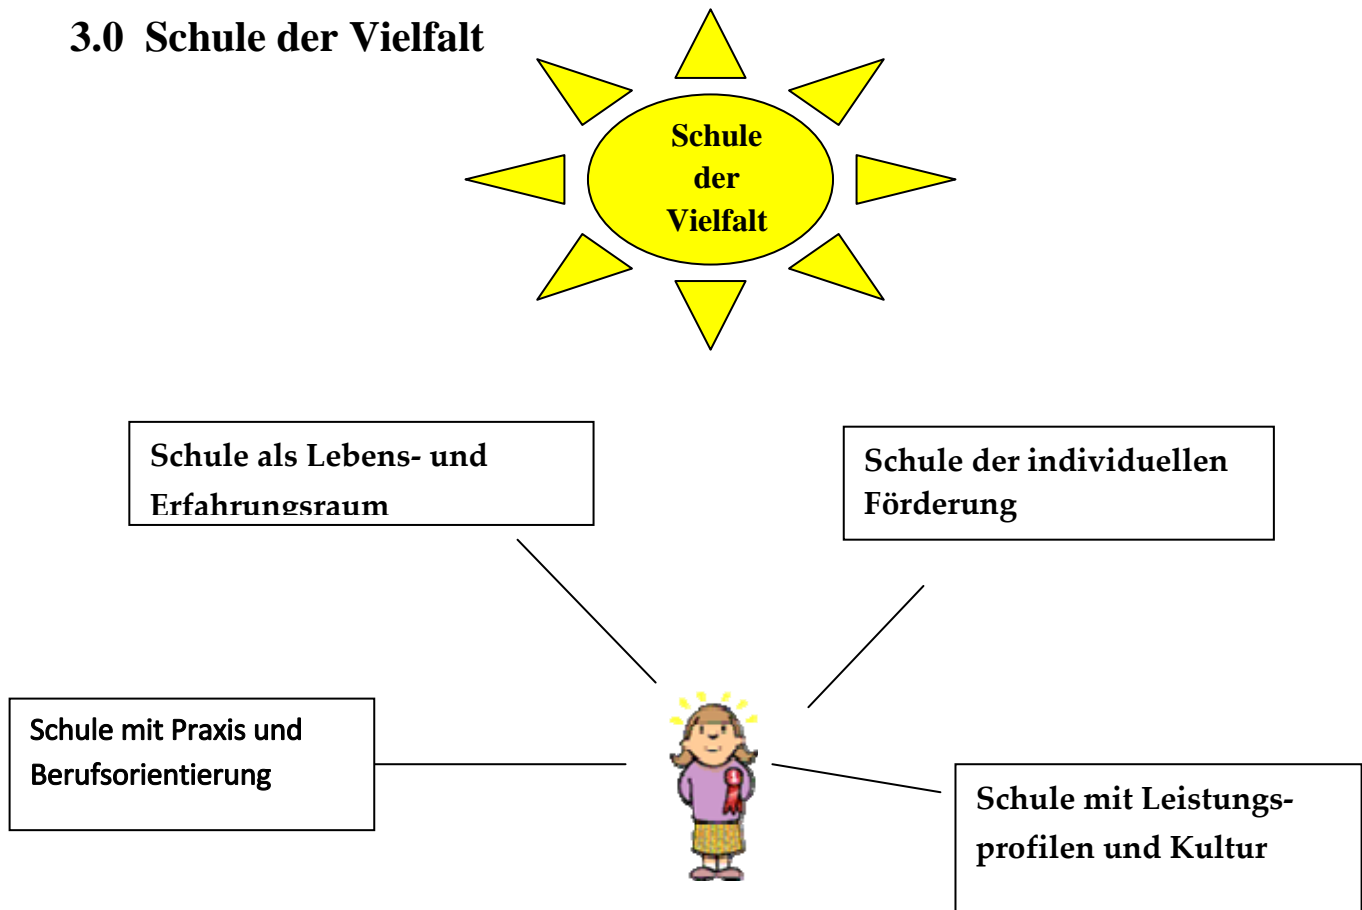 3.0 Schule der Vielfalt
Schule
der
Vielfalt
Schule als Lebens- und
Erfahrungsraum
Schule der individuellen
Förderung
Schule mit Praxis und
Berufsorientierung
Schule mit Leistungs-
profilen und Kultur